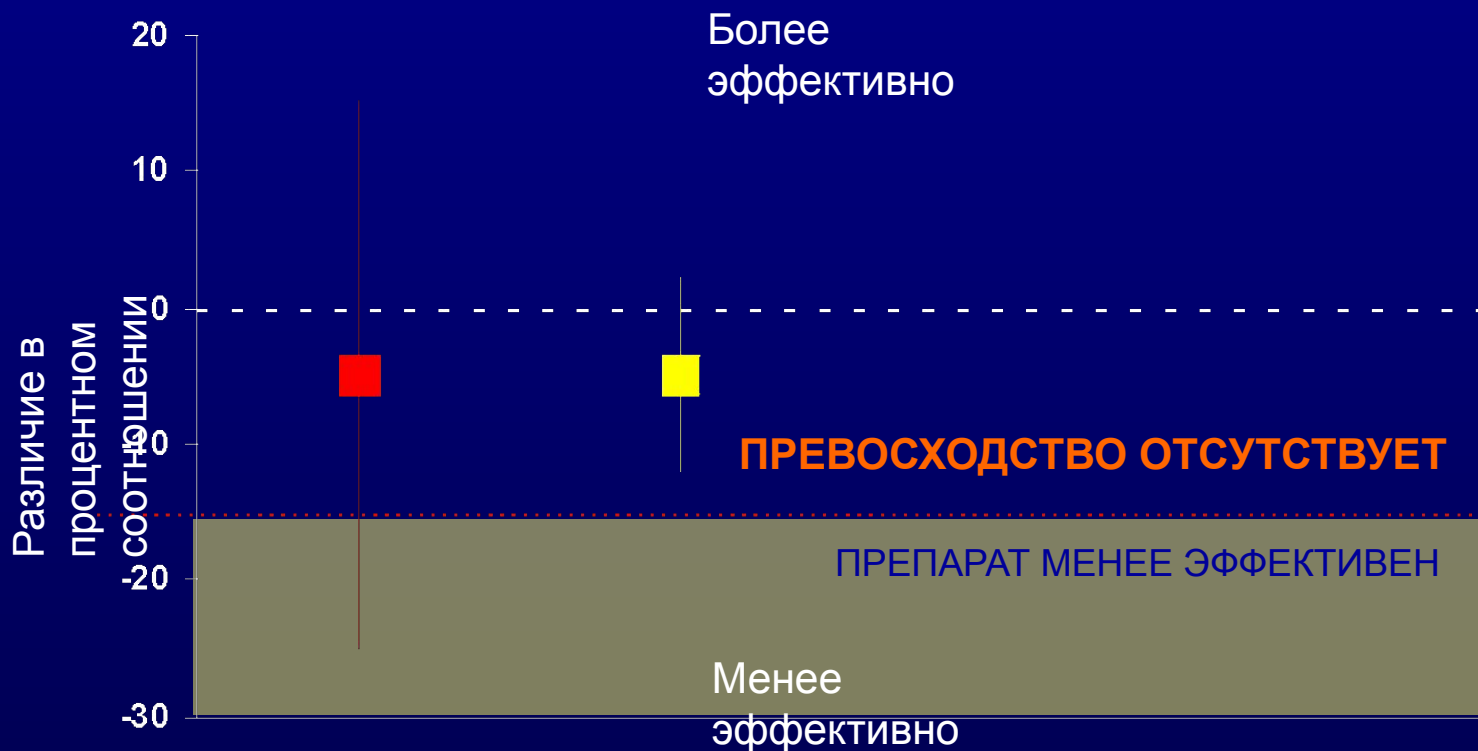 20
Более
эффективно
10
0
Различие в
процентном
соотношении
-10
ПРЕВОСХОДСТВО ОТСУТСТВУЕТ
ПРЕПАРАТ МЕНЕЕ ЭФФЕКТИВЕН
-20
Менее
эффективно
-30